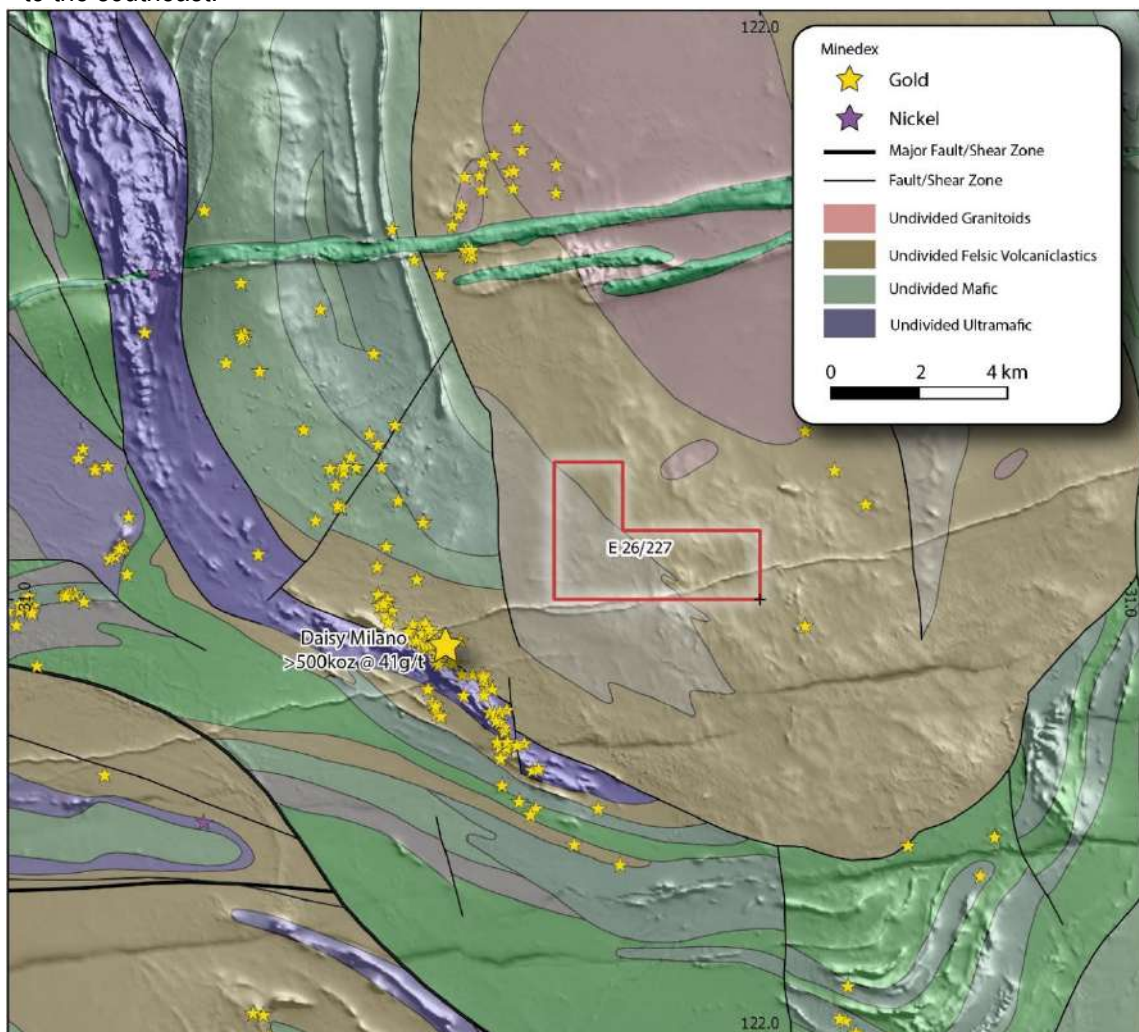 to the southeast.
122.0
Minedex
Gold
Nickel
Major Fault/Shear Zone
Fault/Shear Zone
Undivided Granitoids
Undivided Felsic Volcaniclastics
Undivided Mafic
Undivided Ultramafic
0 2 4 km
E 26/227
-31.0
-31.0
Daisy Milano
>500koz @ 41g/t
122.0